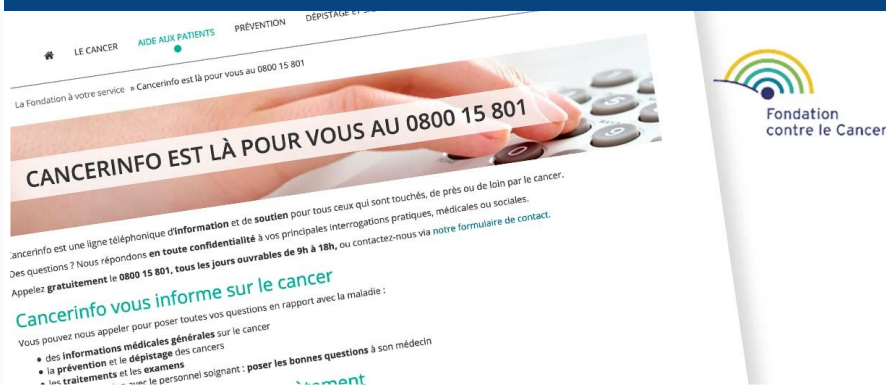 LE CANCER
AIDE AUX PATIENTS
PRÉVENTION
DÉPISTAGE ET
La Fondation à votre service » Cancerinfo est là pour vous au 0800 15 801
CANCERINFO EST LÀ POUR VOUS AU 0800 15 801
Cancerinfo est une ligne téléphonique d'information et de soutien pour tous ceux qui sont touchés, de près ou de loin par le cancer.
Des questions ? Nous répondons en toute confidentialité à vos principales interrogations pratiques, médicales ou sociales.
Appelez gratuitement le 0800 15 801, tous les jours ouvrables de 9h à 18h, ou contactez-nous via notre formulaire de contact.
Cancerinfo vous informe sur le cancer
Vous pouvez nous appeler pour poser toutes vos questions en rapport avec la maladie :
• des informations médicales générales sur le cancer
• la prévention et le dépistage des cancers
• les traitements et les examens
avec le personnel soignant : poser les bonnes questions à son médecin
Fondation
contre le Cancer